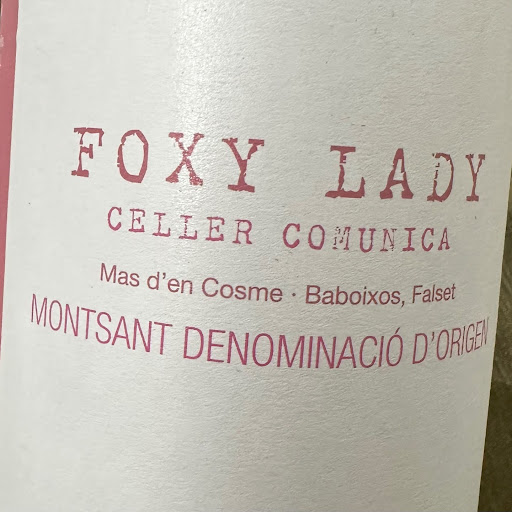 FOXY LADY
CELLER COMUNICA
Mas d'en Cosme · Baboixos, Falset
MONTSANT DENOMINACIÓ D'ORIGEN